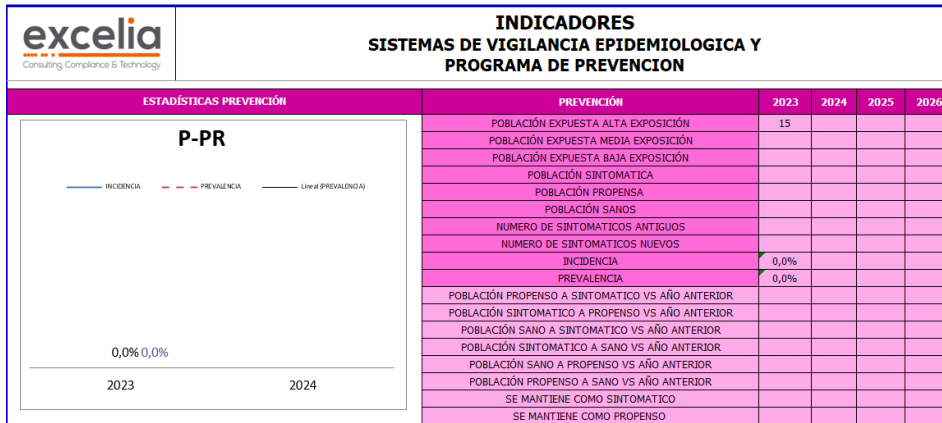 excelia
Consulting, Compliance & Technology
INDICADORES
SISTEMAS DE VIGILANCIA EPIDEMIOLOGICA Y
PROGRAMA DE PREVENCION
ESTADÍSTICAS PREVENCIÓN
P-PR
INCIDENCIA PREVALENCIA Lineal (PREVALENCIA)
0,0% 0,0%
2023 2024
PREVENCIÓN 2023 2024 2025 2026
POBLACIÓN EXPUESTA ALTA EXPOSICIÓN 15
POBLACIÓN EXPUESTA MEDIA EXPOSICIÓN
POBLACIÓN EXPUESTA BAJA EXPOSICIÓN
POBLACIÓN SINTOMATICA
POBLACIÓN PROPENSA
POBLACIÓN SANOS
NUMERO DE SINTOMATICOS ANTIGUOS
NUMERO DE SINTOMATICOS NUEVOS
INCIDENCIA 0,0%
PREVALENCIA 0,0%
POBLACIÓN PROPENSO A SINTOMATICO VS AÑO ANTERIOR
POBLACIÓN SINTOMATICO A PROPENSO VS AÑO ANTERIOR
POBLACIÓN SANO A SINTOMATICO VS AÑO ANTERIOR
POBLACIÓN SINTOMATICO A SANO VS AÑO ANTERIOR
POBLACIÓN SANO A PROPENSO VS AÑO ANTERIOR
POBLACIÓN PROPENSO A SANO VS AÑO ANTERIOR
SE MANTIENE COMO SINTOMATICO
SE MANTIENE COMO PROPENSO